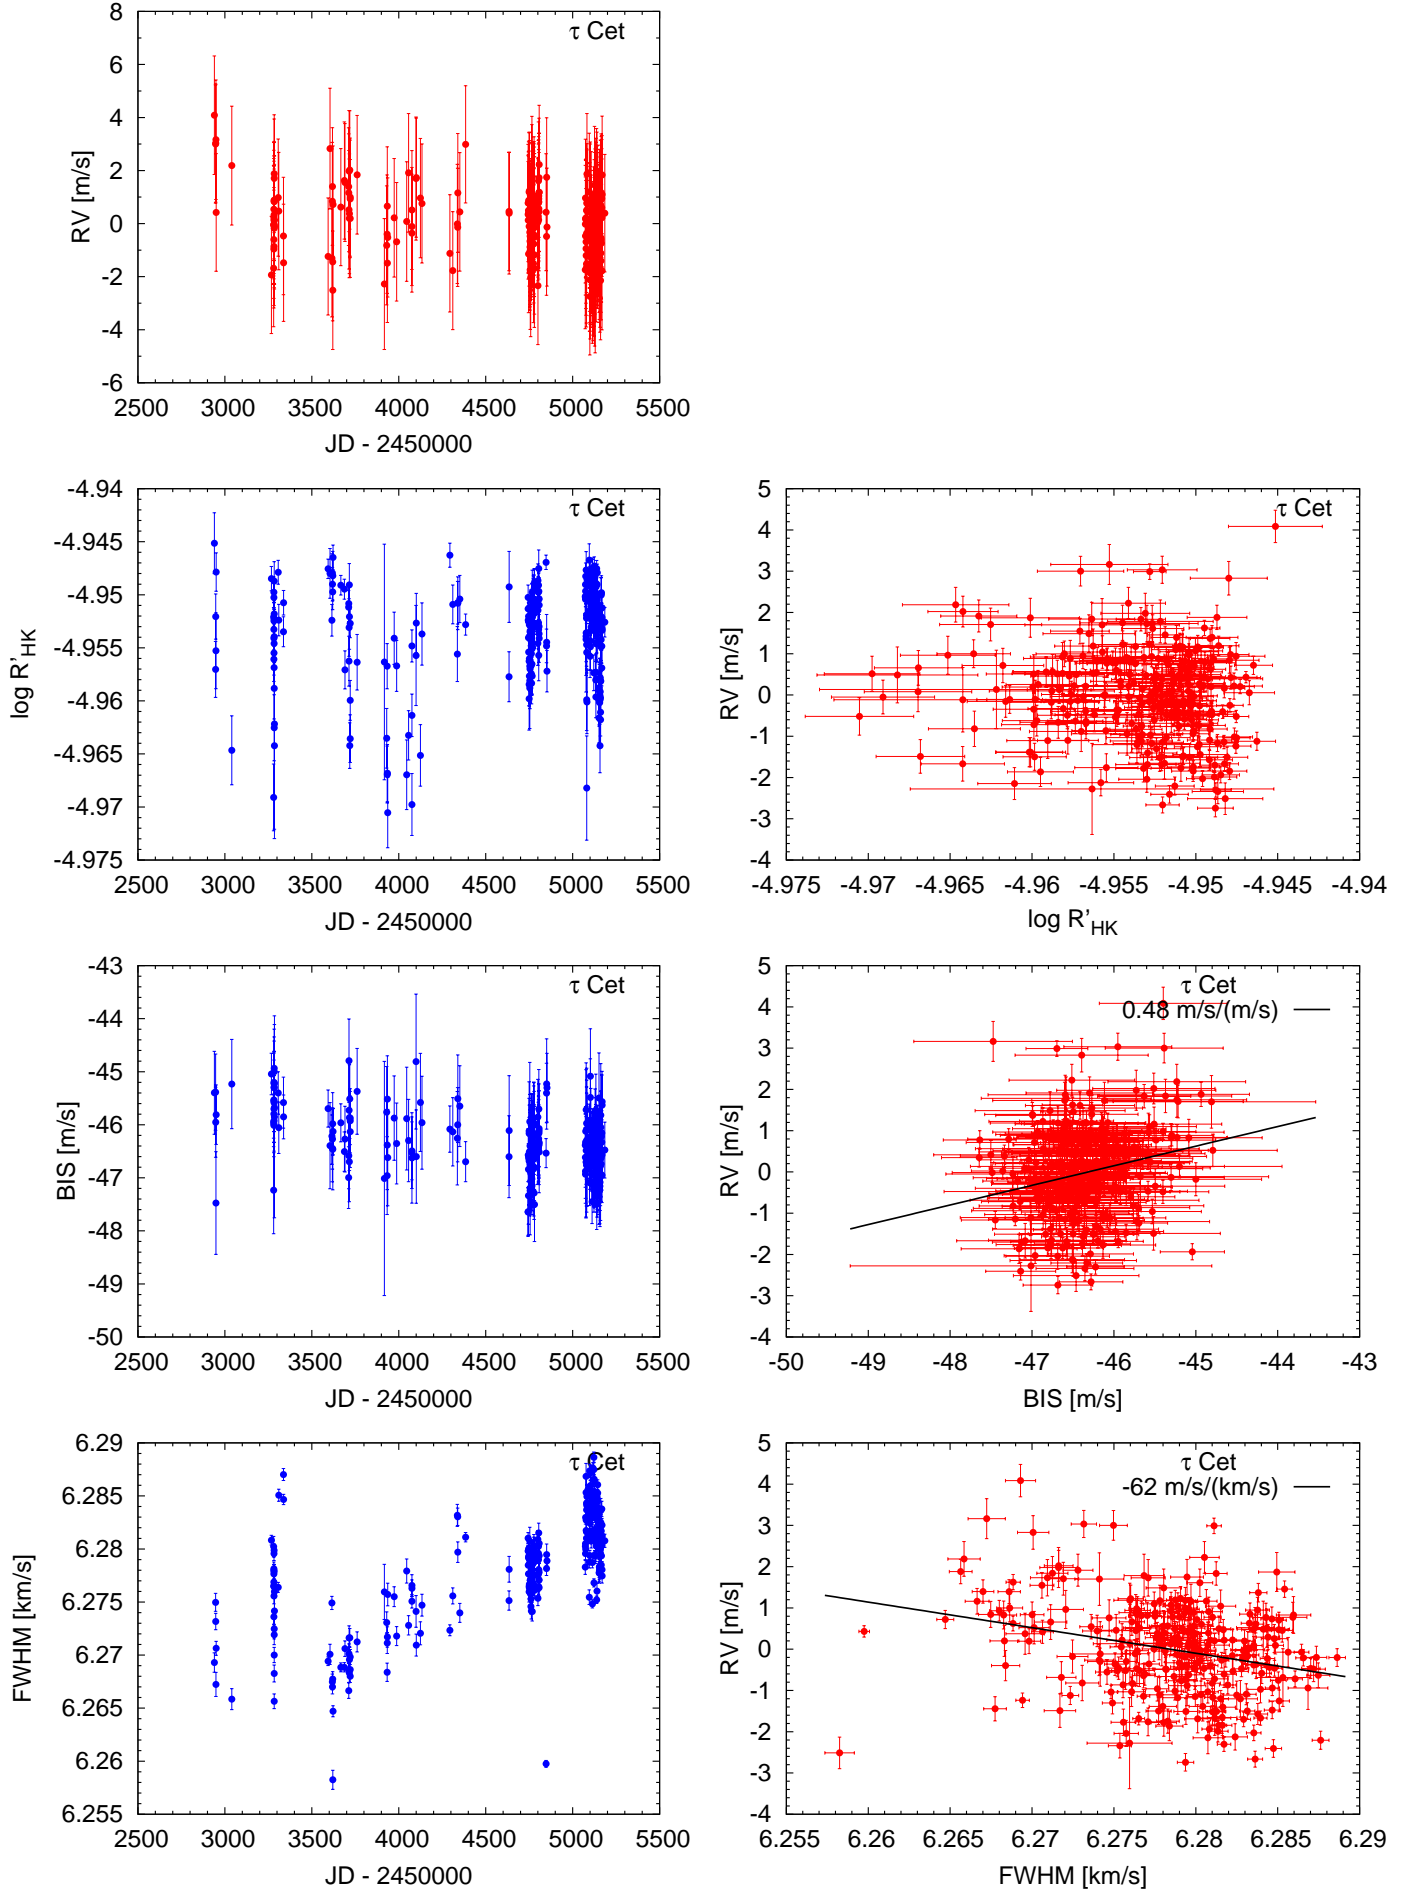 8
6
4
2
0
-2
-4
-6
RV [m/s]
τ Cet
2500 3000 3500 4000 4500 5000 5500
JD - 2450000
-4.94
-4.945
-4.95
-4.955
-4.96
-4.965
-4.97
-4.975
log R'HK
τ Cet
2500 3000 3500 4000 4500 5000 5500
JD - 2450000
5
4
3
2
1
0
-1
-2
-3
-4
RV [m/s]
τ Cet
-4.975 -4.97 -4.965 -4.96 -4.955 -4.95 -4.945 -4.94
log R'HK
-43
-44
-45
-46
-47
-48
-49
-50
BIS [m/s]
τ Cet
2500 3000 3500 4000 4500 5000 5500
JD - 2450000
5
4
3
2
1
0
-1
-2
-3
-4
RV [m/s]
τ Cet
0.48 m/s/(m/s)
-50 -49 -48 -47 -46 -45 -44 -43
BIS [m/s]
6.29
6.285
6.28
6.275
6.27
6.265
6.26
6.255
FWHM [km/s]
τ Cet
2500 3000 3500 4000 4500 5000 5500
JD - 2450000
5
4
3
2
1
0
-1
-2
-3
-4
RV [m/s]
τ Cet
-62 m/s/(km/s)
6.255 6.26 6.265 6.27 6.275 6.28 6.285 6.29
FWHM [km/s]